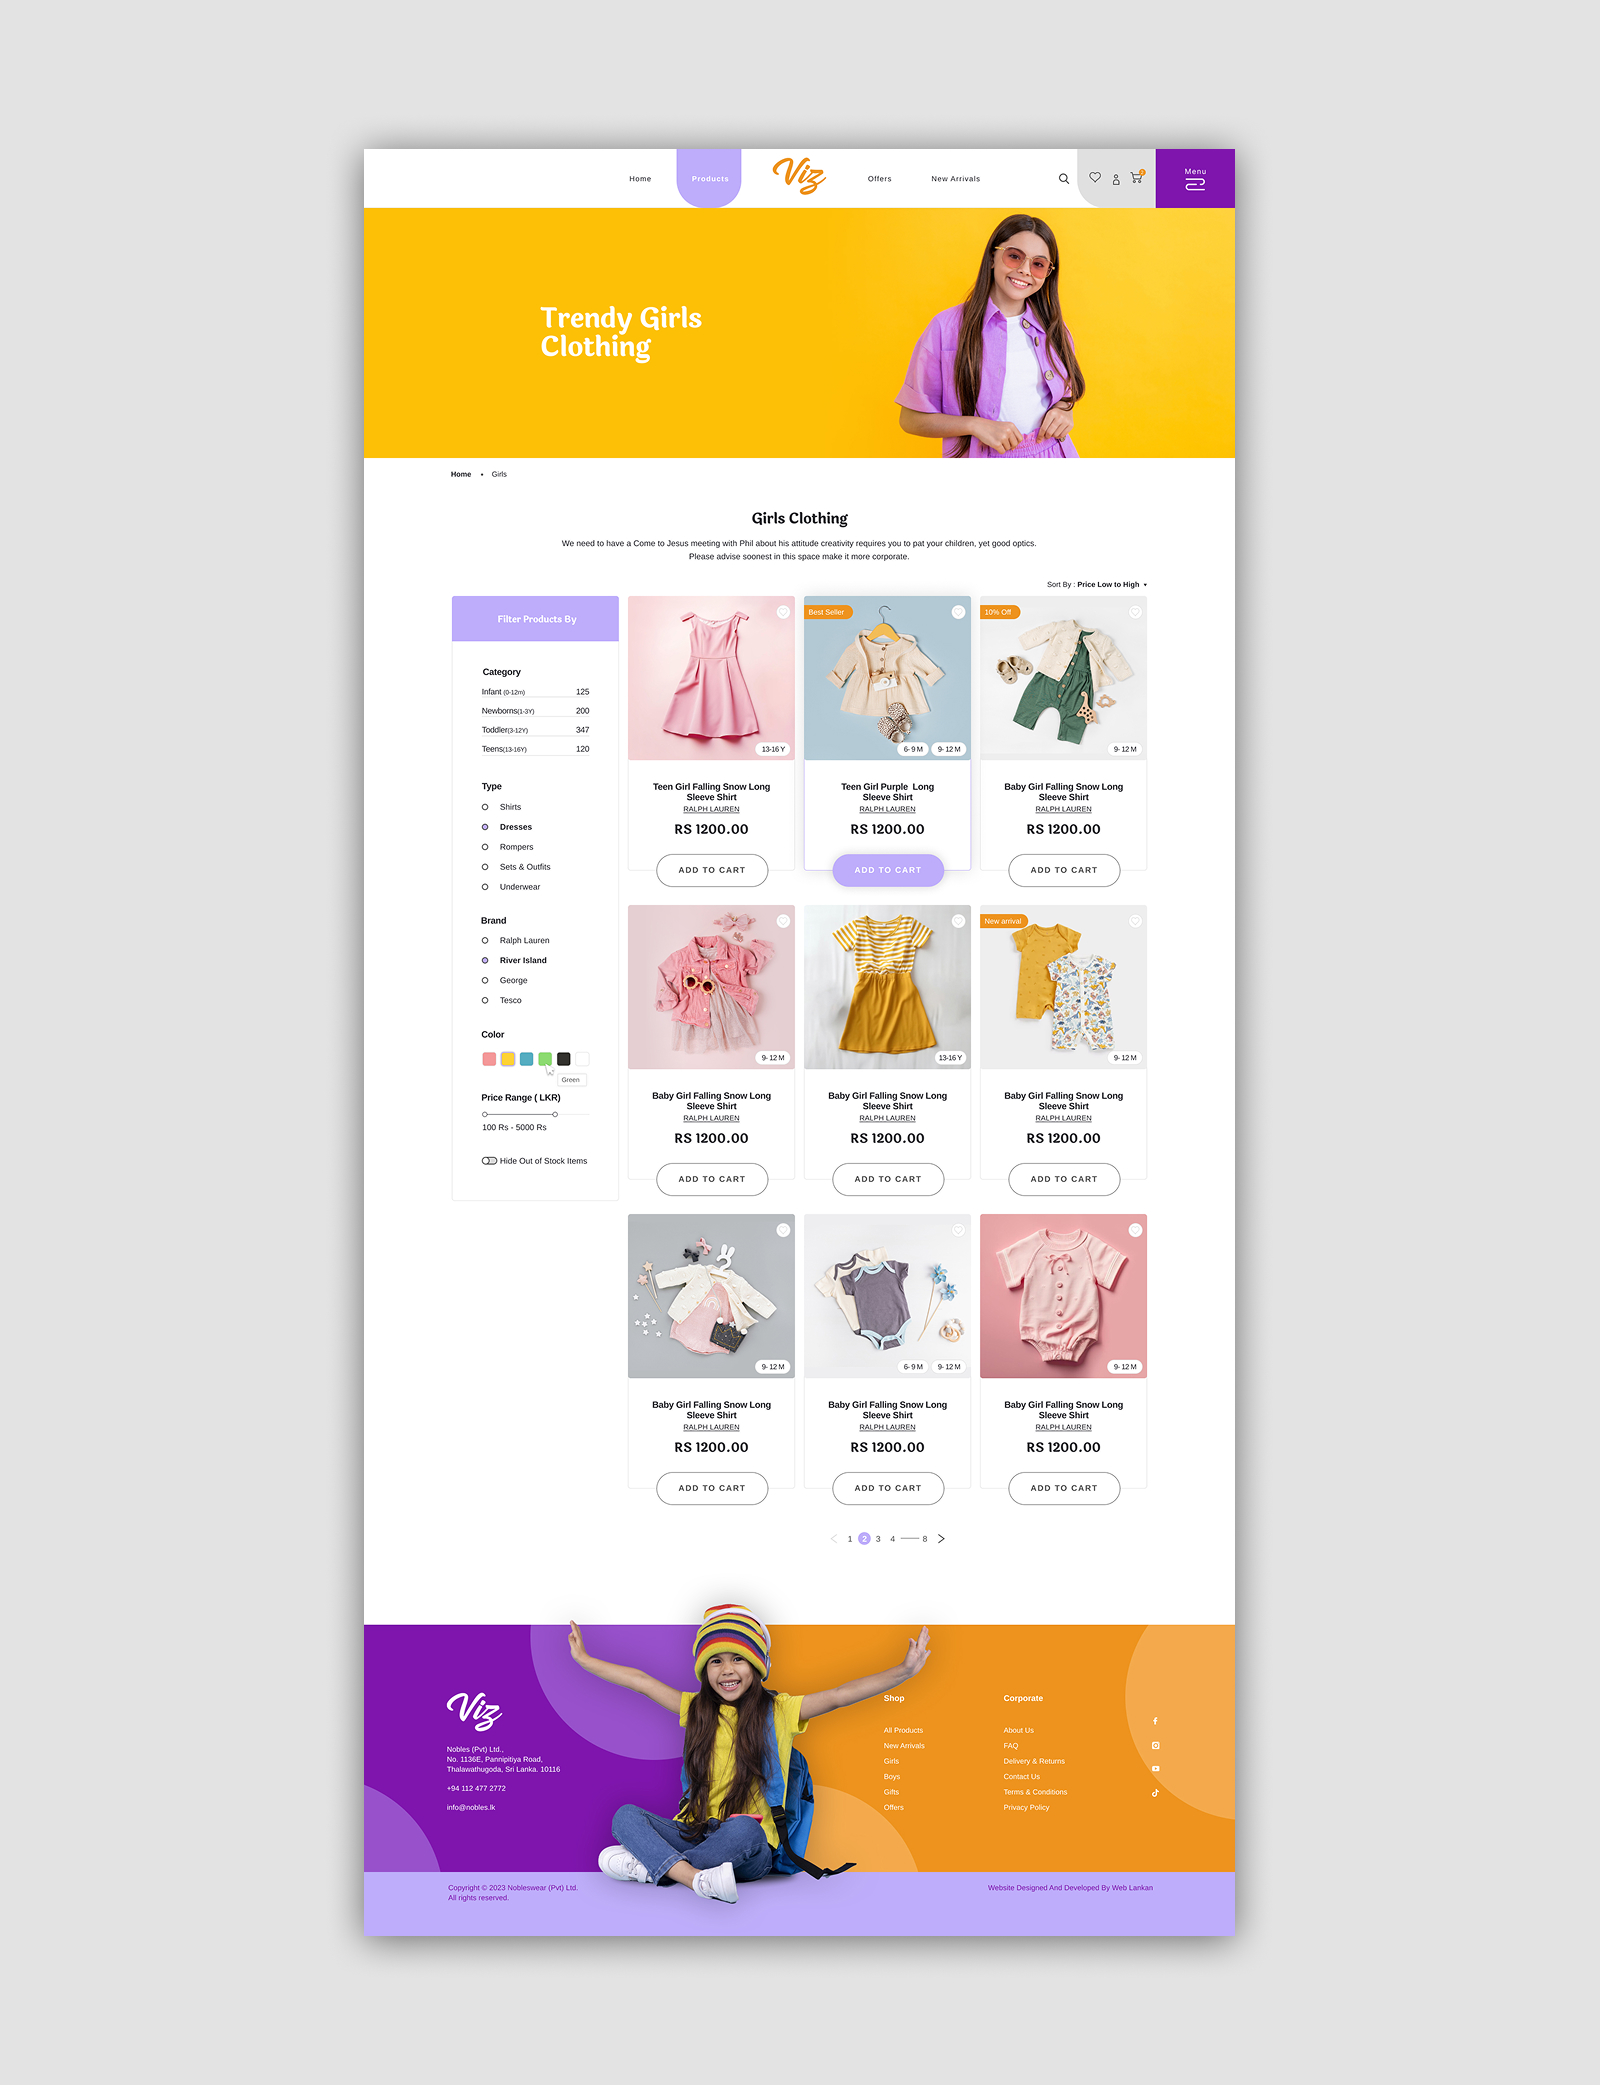 Home
Products
Viz
Offers
New Arrivals
2
Menu
Trendy Girls
Clothing
Home • Girls
Girls Clothing
We need to have a Come to Jesus meeting with Phil about his attitude creativity requires you to pat your children, yet good optics.
Please advise soonest in this space make it more corporate.
Sort By : Price Low to High
Filter Products By
Category
Infant (0-12m) 125
Newborns(1-3Y) 200
Toddler(3-12Y) 347
Teens(13-16Y) 120
Type
Shirts
Dresses
Rompers
Sets & Outfits
Underwear
Brand
Ralph Lauren
River Island
George
Tesco
Color
Green
Price Range ( LKR)
100 Rs - 5000 Rs
Hide Out of Stock Items
13-16 Y
Teen Girl Falling Snow Long
Sleeve Shirt
RALPH LAUREN
RS 1200.00
ADD TO CART
Best Seller
6- 9 M
9- 12 M
Teen Girl Purple Long
Sleeve Shirt
RALPH LAUREN
RS 1200.00
ADD TO CART
10% Off
9- 12 M
Baby Girl Falling Snow Long
Sleeve Shirt
RALPH LAUREN
RS 1200.00
ADD TO CART
9- 12 M
Baby Girl Falling Snow Long
Sleeve Shirt
RALPH LAUREN
RS 1200.00
ADD TO CART
13-16 Y
Baby Girl Falling Snow Long
Sleeve Shirt
RALPH LAUREN
RS 1200.00
ADD TO CART
New arrival
9- 12 M
Baby Girl Falling Snow Long
Sleeve Shirt
RALPH LAUREN
RS 1200.00
ADD TO CART
9- 12 M
Baby Girl Falling Snow Long
Sleeve Shirt
RALPH LAUREN
RS 1200.00
ADD TO CART
6- 9 M
9- 12 M
Baby Girl Falling Snow Long
Sleeve Shirt
RALPH LAUREN
RS 1200.00
ADD TO CART
9- 12 M
Baby Girl Falling Snow Long
Sleeve Shirt
RALPH LAUREN
RS 1200.00
ADD TO CART
1 2 3 4 8
Viz
Nobles (Pvt) Ltd.,
No. 1136E, Pannipitiya Road,
Thalawathugoda, Sri Lanka. 10116
+94 112 477 2772
info@nobles.lk
Shop
All Products
New Arrivals
Girls
Boys
Gifts
Offers
Corporate
About Us
FAQ
Delivery & Returns
Contact Us
Terms & Conditions
Privacy Policy
Copyright © 2023 Nobleswear (Pvt) Ltd.
All rights reserved.
Website Designed And Developed By Web Lankan